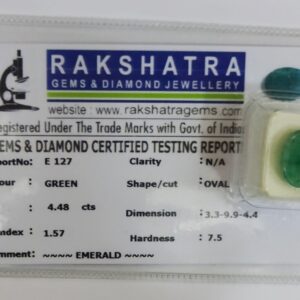 RAKSHATRA
GEMS & DIAMOND JEWELLERY
website : www.rakshatragems.com
egistered Under The Trade Marks with Govt. of India
EMS & DIAMOND CERTIFIED TESTING REPORT
portNo: E 127 Clarity : N/A
our : GREEN Shape/cut : OVAL
: 4.48 cts Dimension : 3.3-9.9-4.4
Index : 1.57 Hardness : 7.5
mment: ~~~~ EMERALD ~~~~